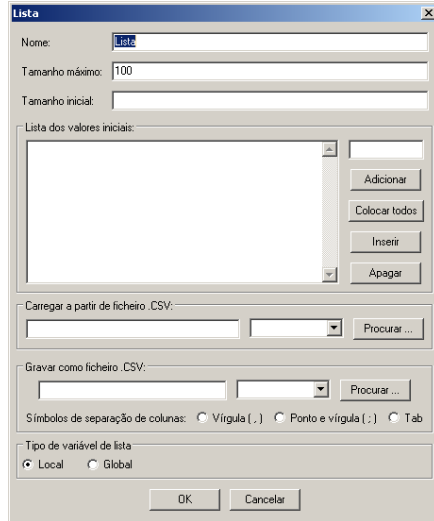 Lista
Nome: Lista
Tamanho máximo: 100
Tamanho inicial:
Lista dos valores iniciais:
Adicionar
Colocar todos
Inserir
Apagar
Carregar a partir de ficheiro .CSV:
Procurar ...
Gravar como ficheiro .CSV:
Procurar ...
Símbolos de separação de colunas: Vírgula ( , ) Ponto e vírgula ( ; ) Tab
Tipo de variável de lista
Local Global
OK Cancelar